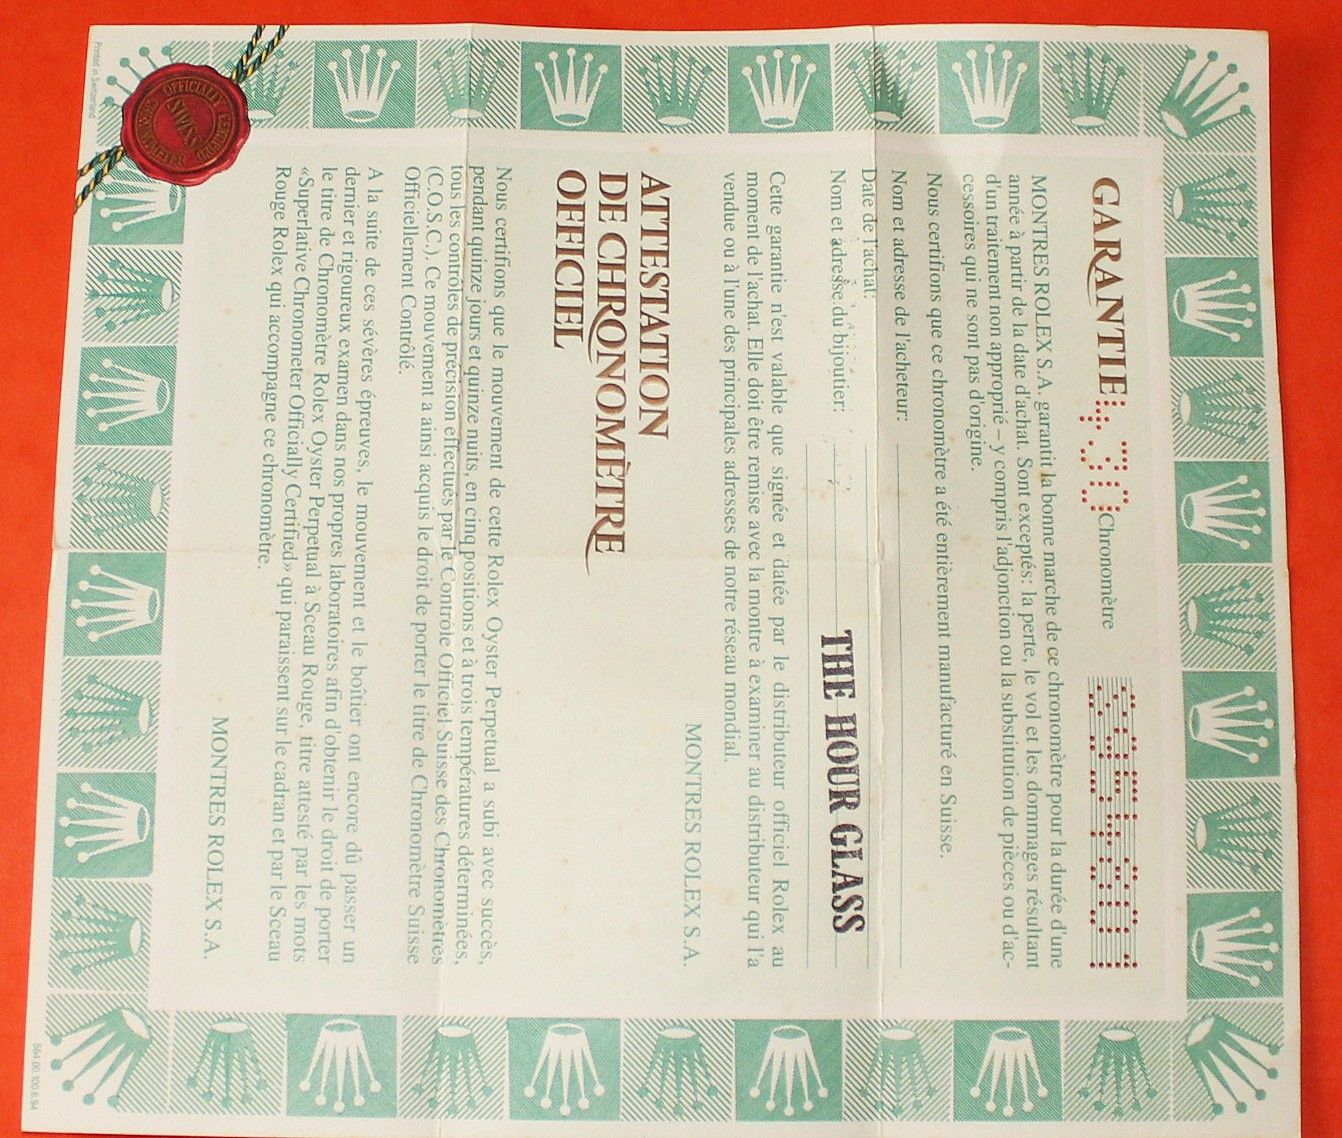 GARANTIE
Chronomètre
MONTRES ROLEX S.A. garantit la bonne marche de ce chronomètre pour la durée d'une
année à partir de la date d'achat. Sont exceptés: la perte, le vol et les dommages résultant
d'un traitement non approprié – y compris l'adjonction ou la substitution de pièces ou d'ac-
cessoires qui ne sont pas d'origine.
Nous certifions que ce chronomètre a été entièrement manufacturé en Suisse.
Nom et adresse de l'acheteur:
Date de l'achat:
Nom et adresse du bijoutier:
THE HOUR GLASS
Cette garantie n'est valable que signée et datée par le distributeur officiel Rolex au
moment de l'achat. Elle doit être remise avec la montre à examiner au distributeur qui l'a
vendue ou à l'une des principales adresses de notre réseau mondial.
MONTRES ROLEX S.A.
ATTESTATION
DE CHRONOMÈTRE
OFFICIEL
Nous certifions que le mouvement de cette Rolex Oyster Perpetual a subi avec succès,
pendant quinze jours et quinze nuits, en cinq positions et à trois températures déterminées,
tous les contrôles de précision effectués par le Contrôle Officiel Suisse des Chronomètres
(C.O.S.C.). Ce mouvement a ainsi acquis le droit de porter le titre de Chronomètre Suisse
Officiellement Contrôlé.
A la suite de ces sévères épreuves, le mouvement et le boîtier ont encore dû passer un
dernier et rigoureux examen dans nos propres laboratoires afin d'obtenir le droit de porter
le titre de Chronomètre Rolex Oyster Perpetual à Sceau Rouge, titre attesté par les mots
«Superlative Chronometer Officially Certified» qui paraissent sur le cadran et par le Sceau
Rouge Rolex qui accompagne ce chronomètre.
MONTRES ROLEX S.A.
OFFICIALLY
SWISS
Printed in Switzerland
564.00.100.6.94